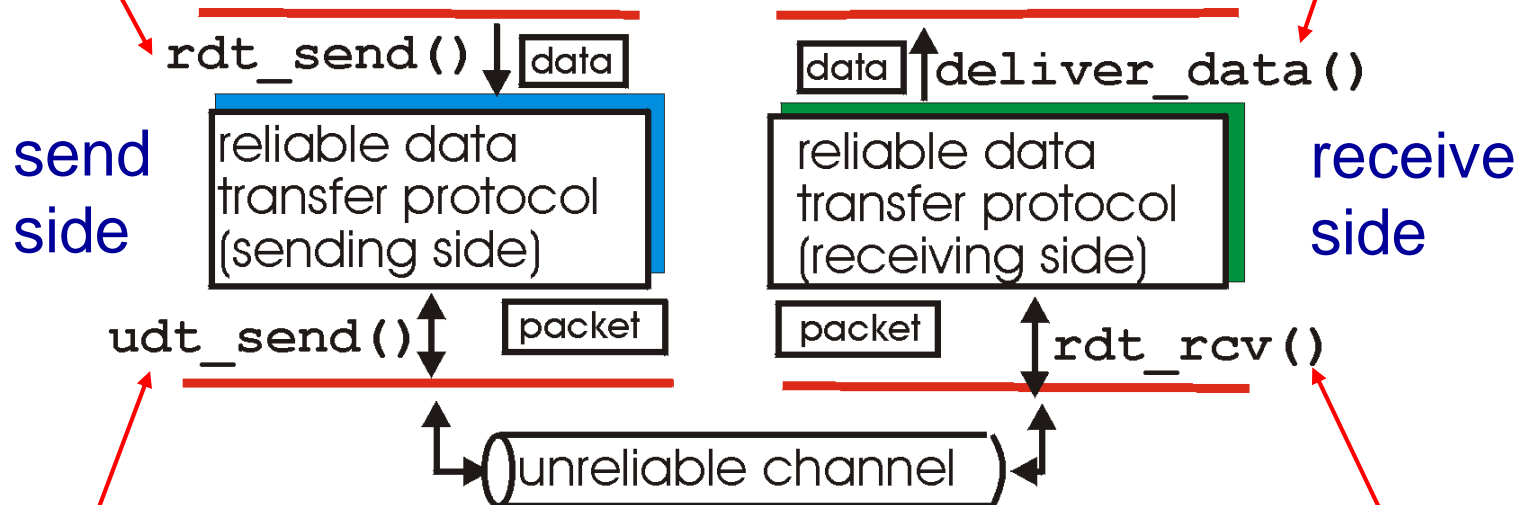 rdt_send()
data
data
deliver_data()
send
side
reliable data
transfer protocol
(sending side)
reliable data
transfer protocol
(receiving side)
receive
side
udt_send()
packet
packet
rdt_rcv()
unreliable channel